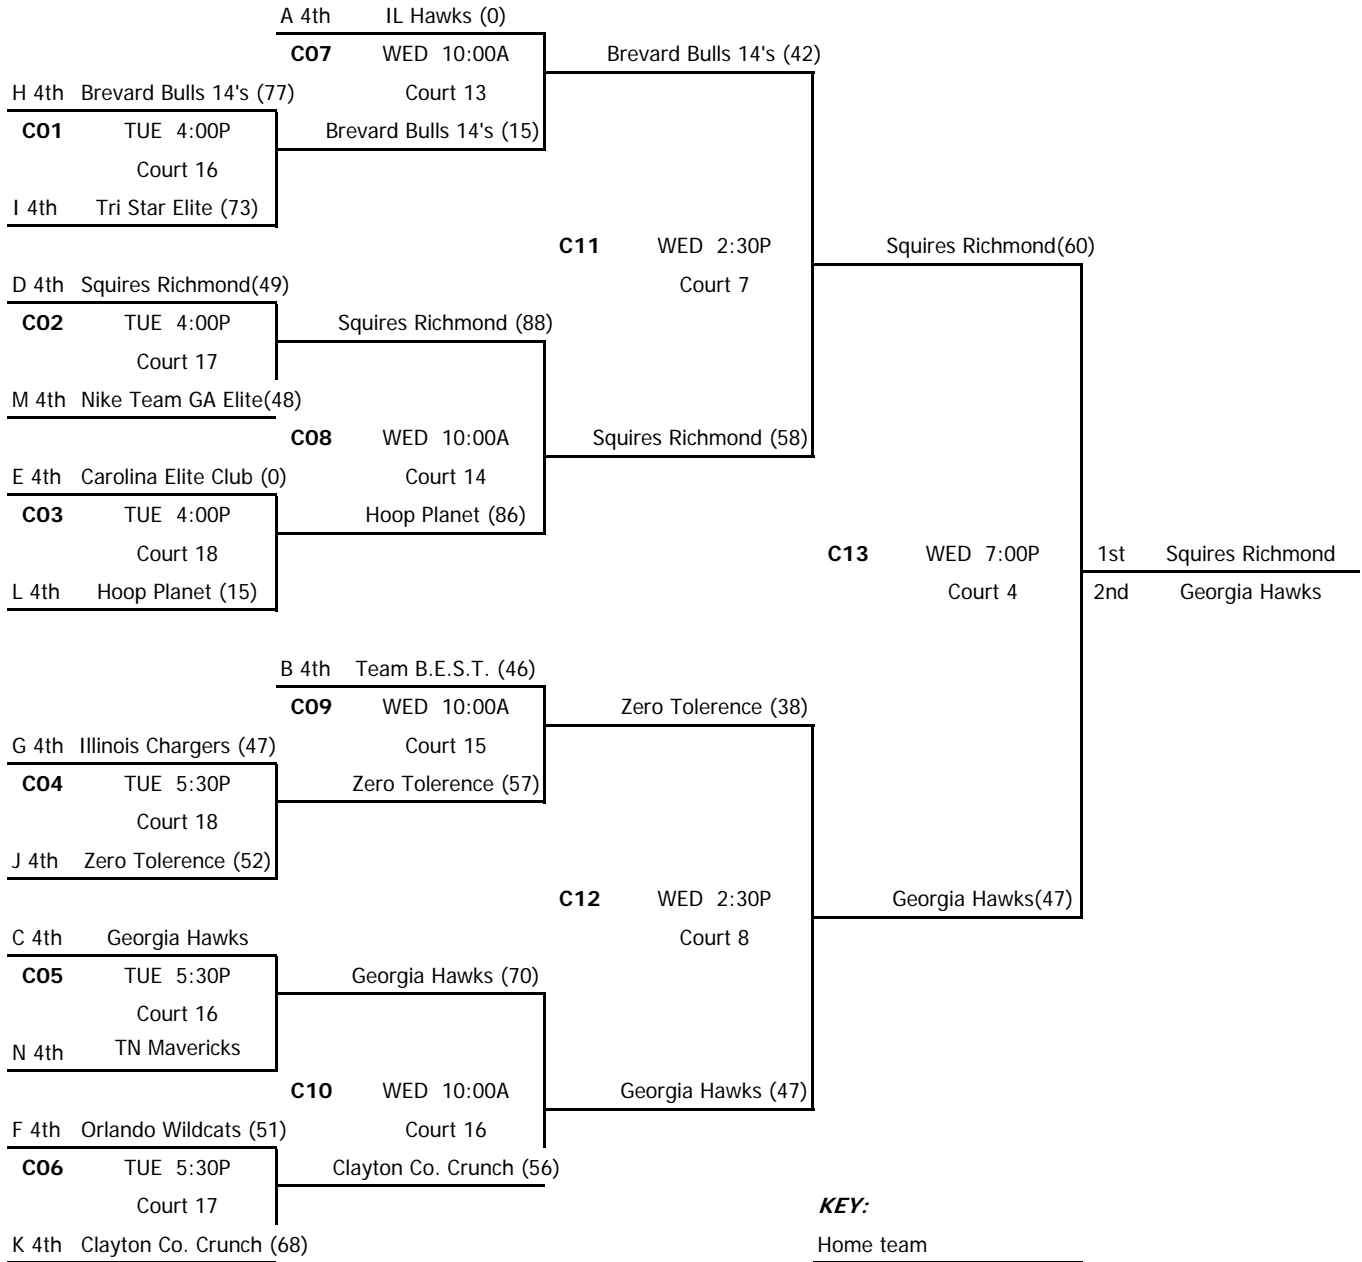 A 4th IL Hawks (0)
C07 WED 10:00A Brevard Bulls 14's (42)
H 4th Brevard Bulls 14's (77) Court 13
C01 TUE 4:00P Brevard Bulls 14's (15)
Court 16
I 4th Tri Star Elite (73)
C11 WED 2:30P Squires Richmond(60)
D 4th Squires Richmond(49) Court 7
C02 TUE 4:00P Squires Richmond (88)
Court 17
M 4th Nike Team GA Elite(48)
C08 WED 10:00A Squires Richmond (58)
E 4th Carolina Elite Club (0) Court 14
C03 TUE 4:00P Hoop Planet (86)
Court 18 C13 WED 7:00P 1st Squires Richmond
L 4th Hoop Planet (15) Court 4 2nd Georgia Hawks
B 4th Team B.E.S.T. (46)
C09 WED 10:00A Zero Tolerence (38)
G 4th Illinois Chargers (47) Court 15
C04 TUE 5:30P Zero Tolerence (57)
Court 18
J 4th Zero Tolerence (52)
C12 WED 2:30P Georgia Hawks(47)
C 4th Georgia Hawks Court 8
C05 TUE 5:30P Georgia Hawks (70)
Court 16
N 4th TN Mavericks
C10 WED 10:00A Georgia Hawks (47)
F 4th Orlando Wildcats (51) Court 16
C06 TUE 5:30P Clayton Co. Crunch (56)
Court 17 KEY:
K 4th Clayton Co. Crunch (68) Home team